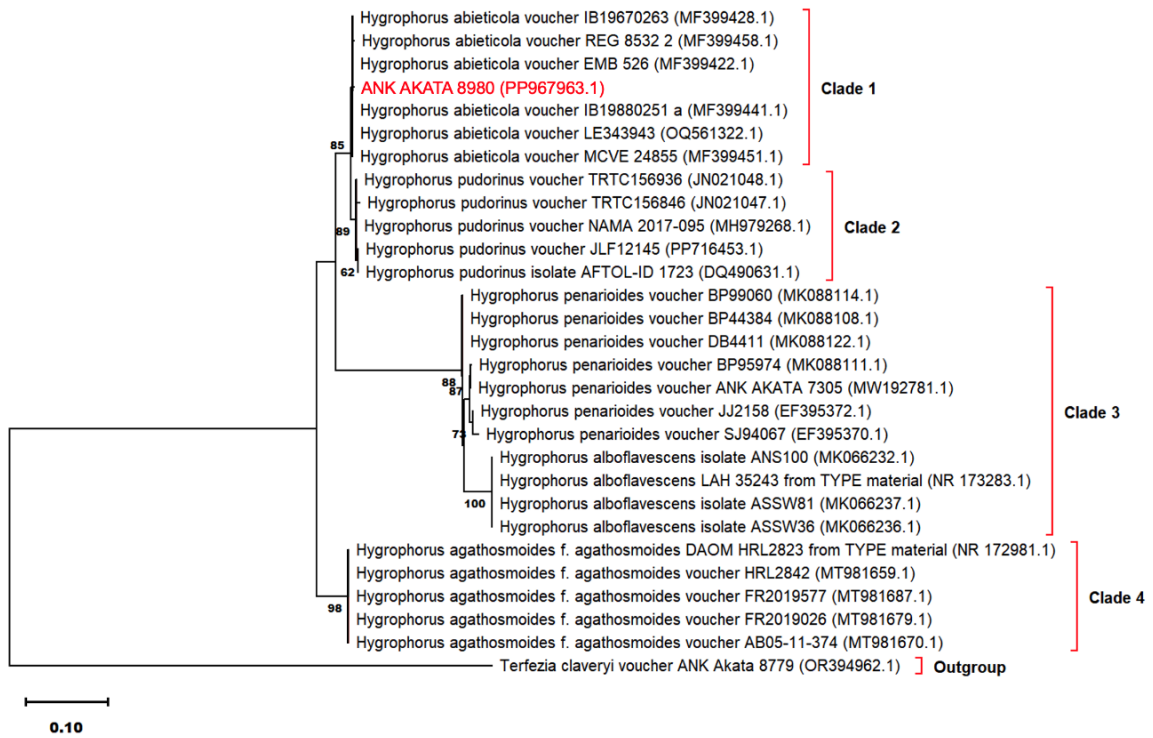 Hygrophorus abieticola voucher IB19670263 (MF399428.1)
Hygrophorus abieticola voucher REG 8532 2 (MF399458.1)
Hygrophorus abieticola voucher EMB 526 (MF399422.1)
ANK AKATA 8980 (PP967963.1)
Clade 1
Hygrophorus abieticola voucher IB19880251 a (MF399441.1)
Hygrophorus abieticola voucher LE343943 (OQ561322.1)
85
Hygrophorus abieticola voucher MCVE 24855 (MF399451.1)
Hygrophorus pudorinus voucher TRTC156936 (JN021048.1)
Hygrophorus pudorinus voucher TRTC156846 (JN021047.1)
Hygrophorus pudorinus voucher NAMA 2017-095 (MH979268.1)
Clade 2
89
Hygrophorus pudorinus voucher JLF12145 (PP716453.1)
62
Hygrophorus pudorinus isolate AFTOL-ID 1723 (DQ490631.1)
Hygrophorus penarioides voucher BP99060 (MK088114.1)
Hygrophorus penarioides voucher BP44384 (MK088108.1)
Hygrophorus penarioides voucher DB4411 (MK088122.1)
Hygrophorus penarioides voucher BP95974 (MK088111.1)
88
87
Hygrophorus penarioides voucher ANK AKATA 7305 (MW192781.1)
Hygrophorus penarioides voucher JJ2158 (EF395372.1)
Clade 3
73
Hygrophorus penarioides voucher SJ94067 (EF395370.1)
Hygrophorus alboflavescens isolate ANS100 (MK066232.1)
Hygrophorus alboflavescens LAH 35243 from TYPE material (NR 173283.1)
100
Hygrophorus alboflavescens isolate ASSW81 (MK066237.1)
Hygrophorus alboflavescens isolate ASSW36 (MK066236.1)
Hygrophorus agathosmoides f. agathosmoides DAOM HRL2823 from TYPE material (NR 172981.1)
Hygrophorus agathosmoides f. agathosmoides voucher HRL2842 (MT981659.1)
Hygrophorus agathosmoides f. agathosmoides voucher FR2019577 (MT981687.1)
Clade 4
98
Hygrophorus agathosmoides f. agathosmoides voucher FR2019026 (MT981679.1)
Hygrophorus agathosmoides f. agathosmoides voucher AB05-11-374 (MT981670.1)
Terfezia claveryi voucher ANK Akata 8779 (OR394962.1)
Outgroup
0.10